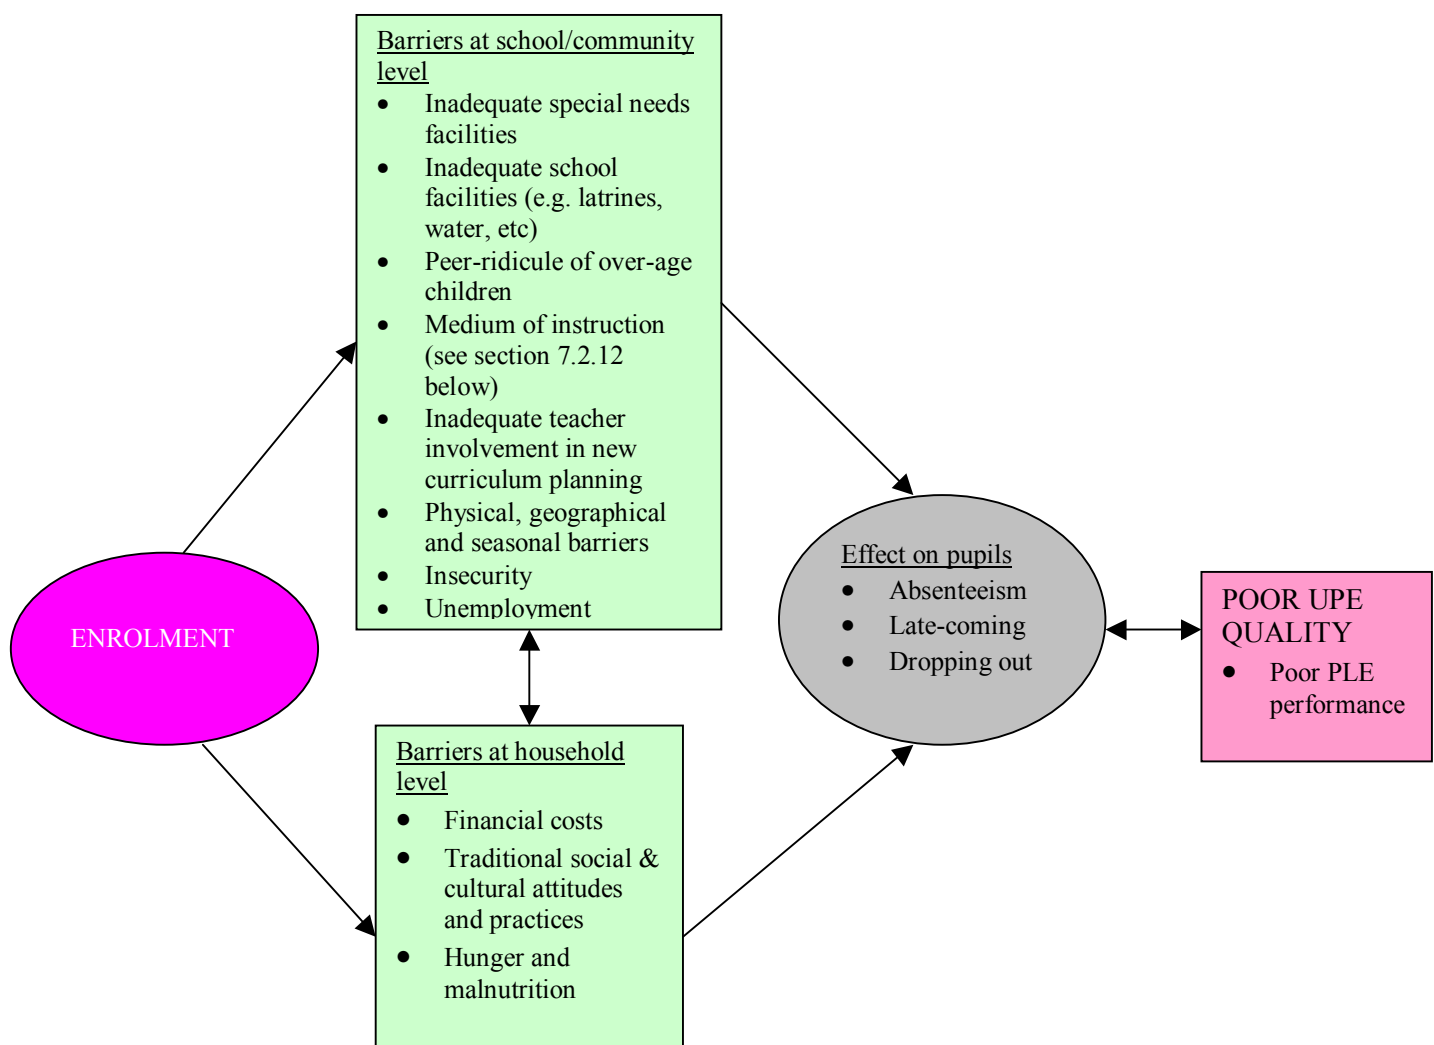 Barriers at school/community
level
• Inadequate special needs
facilities
• Inadequate school
facilities (e.g. latrines,
water, etc)
• Peer-ridicule of over-age
children
• Medium of instruction
(see section 7.2.12
below)
• Inadequate teacher
involvement in new
curriculum planning
• Physical, geographical
and seasonal barriers
• Insecurity
• Unemployment
ENROLMENT
Barriers at household
level
• Financial costs
• Traditional social &
cultural attitudes
and practices
• Hunger and
malnutrition
Effect on pupils
• Absenteeism
• Late-coming
• Dropping out
POOR UPE
QUALITY
• Poor PLE
performance